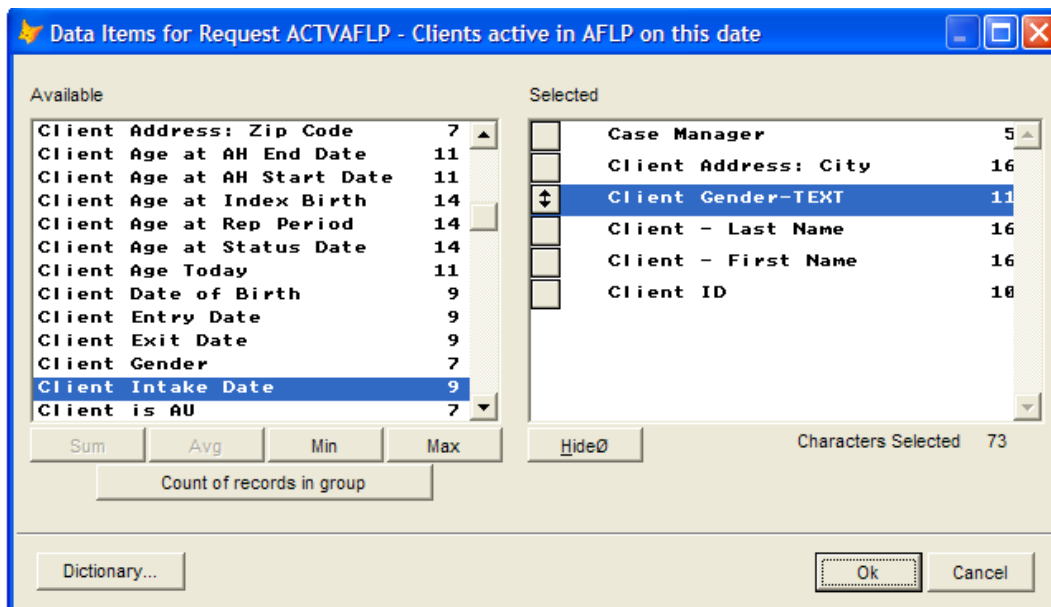 Data Items for Request ACTVAFLP - Clients active in AFLP on this date
Available
Client Address: Zip Code 7
Client Age at AH End Date 11
Client Age at AH Start Date 11
Client Age at Index Birth 14
Client Age at Rep Period 14
Client Age at Status Date 14
Client Age Today 11
Client Date of Birth 9
Client Entry Date 9
Client Exit Date 9
Client Gender 7
Client Intake Date 9
Client is AU 7
Sum Avg Min Max
Count of records in group
Selected
Case Manager 5
Client Address: City 16
Client Gender-TEXT 11
Client - Last Name 16
Client - First Name 16
Client ID 10
HideØ
Characters Selected 73
Dictionary...
Ok Cancel